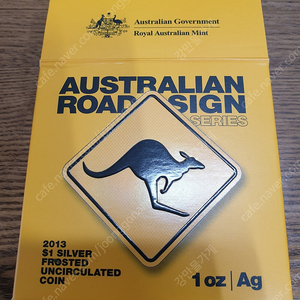 Australian Government
Royal Australian Mint
AUSTRALIAN
ROAD SIGN
SERIES
2013
$1 SILVER
FROSTED
UNCIRCULATED
COIN
1 oz | Ag